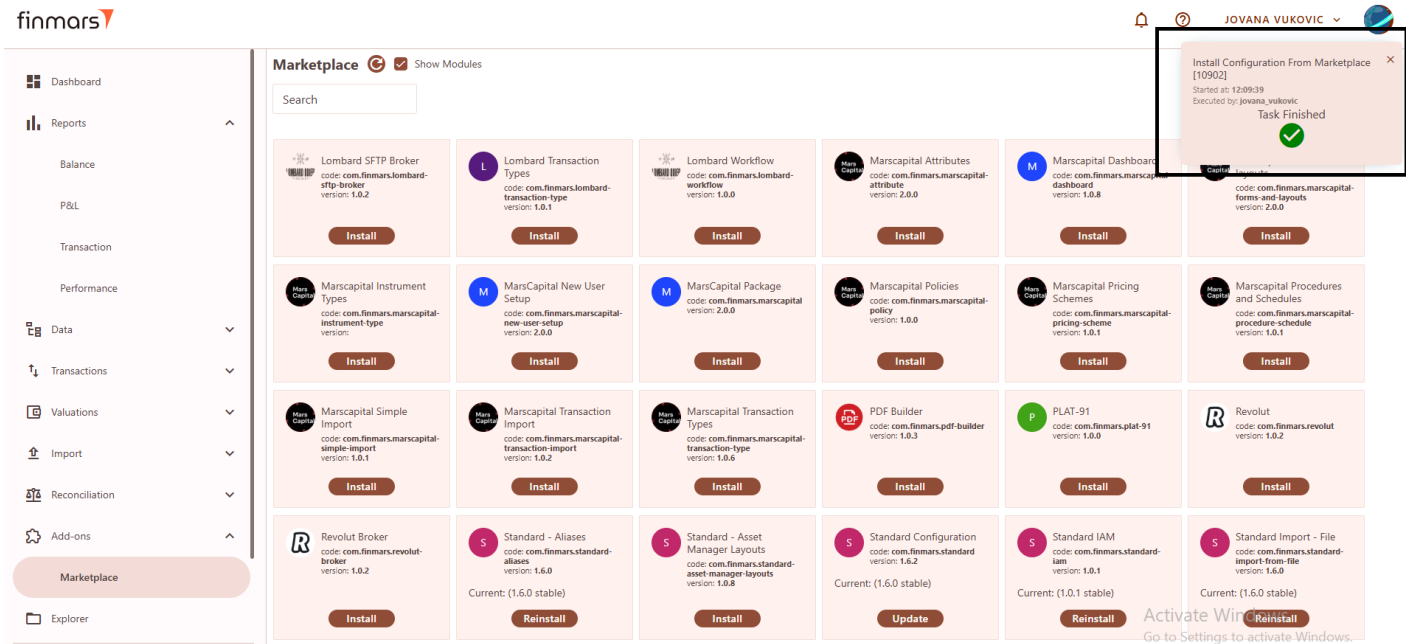 finmars
JOVANA VUKOVIC
Install Configuration From Marketplace
[10902]
Started at: 12:09:39
Executed by: jovana_vukovic
Task Finished
Dashboard
Reports
Balance
P&L
Transaction
Performance
Data
Transactions
Valuations
Import
Reconciliation
Add-ons
Marketplace
Explorer
Marketplace
Show Modules
Search
Lombard SFTP Broker
code: com.finmars.lombard-
sftp-broker
version: 1.0.2
Install
L
Lombard Transaction
Types
code: com.finmars.lombard-
transaction-type
version: 1.0.1
Install
Lombard Workflow
code: com.finmars.lombard-
workflow
version: 1.0.0
Install
Mars
Capital
Marscapital Attributes
code: com.finmars.marscapital-
attribute
version: 2.0.0
Install
M
Marscapital Dashboard
code: com.finmars.marscapital-
dashboard
version: 1.0.8
Install
Capital
layouts
code: com.finmars.marscapital-
forms-and-layouts
version: 2.0.0
Install
Mars
Capital
Marscapital Instrument
Types
code: com.finmars.marscapital-
instrument-type
version:
Install
M
MarsCapital New User
Setup
code: com.finmars.marscapital-
new-user-setup
version: 2.0.0
Install
M
MarsCapital Package
code: com.finmars.marscapital
version: 2.0.0
Install
Mars
Capital
Marscapital Policies
code: com.finmars.marscapital-
policy
version: 1.0.0
Install
Mars
Capital
Marscapital Pricing
Schemes
code: com.finmars.marscapital-
pricing-scheme
version: 1.0.1
Install
Mars
Capital
Marscapital Procedures
and Schedules
code: com.finmars.marscapital-
procedure-schedule
version: 1.0.1
Install
Mars
Capital
Marscapital Simple
Import
code: com.finmars.marscapital-
simple-import
version: 1.0.1
Install
Mars
Capital
Marscapital Transaction
Import
code: com.finmars.marscapital-
transaction-import
version: 1.0.2
Install
Mars
Capital
Marscapital Transaction
Types
code: com.finmars.marscapital-
transaction-type
version: 1.0.6
Install
PDF
PDF Builder
code: com.finmars.pdf-builder
version: 1.0.3
Install
P
PLAT-91
code: com.finmars.plat-91
version: 1.0.0
Install
R
Revolut
code: com.finmars.revolut
version: 1.0.2
Install
R
Revolut Broker
code: com.finmars.revolut-
broker
version: 1.0.2
Install
S
Standard - Aliases
code: com.finmars.standard-
aliases
version: 1.6.0
Current: (1.6.0 stable)
Reinstall
S
Standard - Asset
Manager Layouts
code: com.finmars.standard-
asset-manager-layouts
version: 1.0.8
Install
S
Standard Configuration
code: com.finmars.standard
version: 1.6.2
Current: (1.6.0 stable)
Update
S
Standard IAM
code: com.finmars.standard-
iam
version: 1.0.1
Current: (1.0.1 stable)
Reinstall
S
Standard Import - File
code: com.finmars.standard-
import-from-file
version: 1.6.0
Current: (1.6.0 stable)
Reinstall
Activate Windows
Go to Settings to activate Windows.